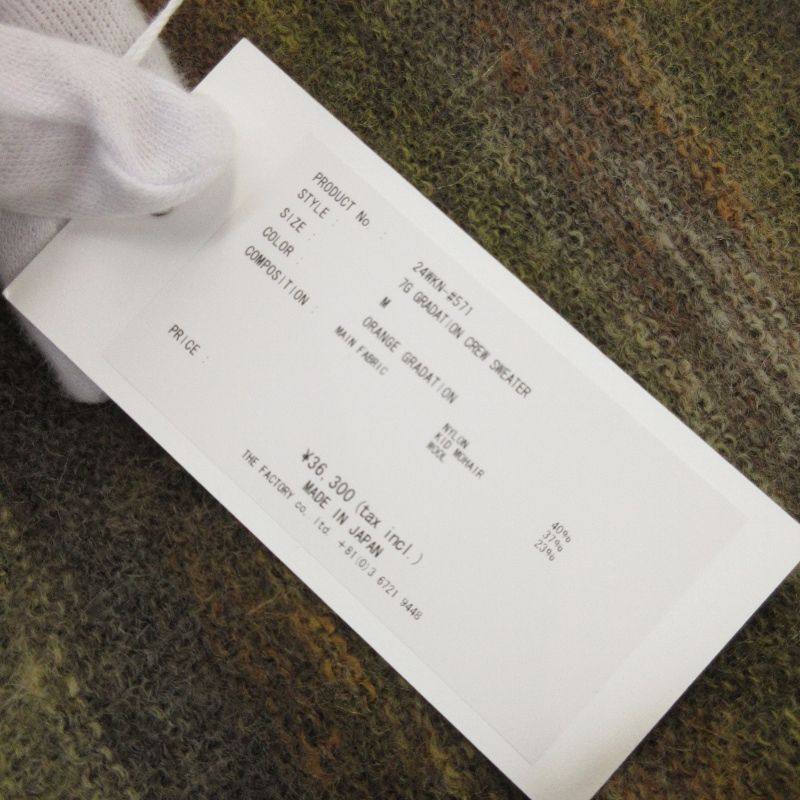 PRODUCT No. : 24WKN-#571
STYLE : 7G GRADATION CREW SWEATER
SIZE : M
COLOR : ORANGE GRADATION
COMPOSITION : MAIN FABRIC
NYLON 40%
KID MOHAIR 37%
WOOL 23%
PRICE : ¥36,300 (tax incl.)
MADE IN JAPAN
THE FACTORY co., ltd. +81(0)3 6721 9448